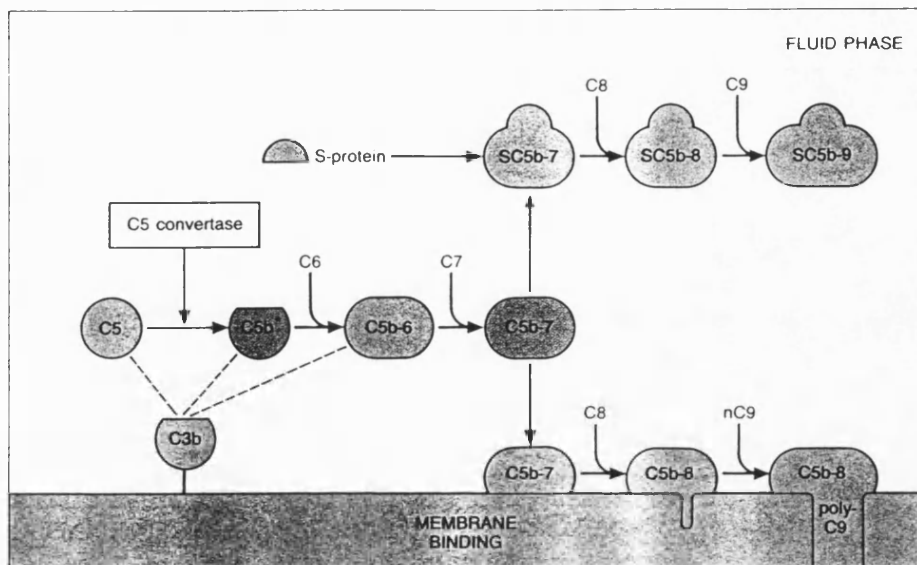 FLUID PHASE
C8
C9
S-protein
SC5b-7
SC5b-8
SC5b-9
C5 convertase
C6
C7
C5
C5b
C5b-6
C5b-7
C3b
C8
nC9
C5b-7
C5b-8
C5b-8
poly-
C9
MEMBRANE
BINDING